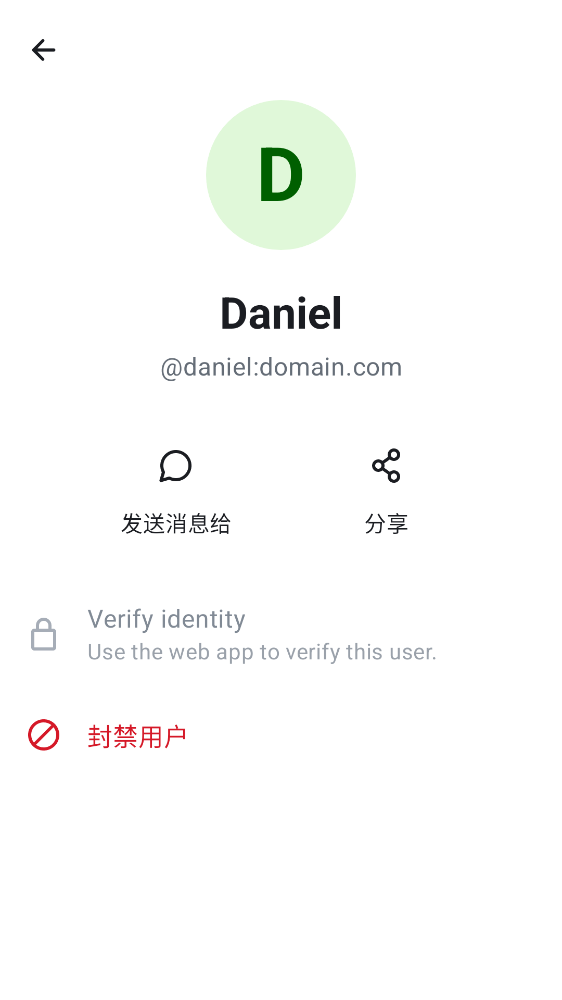 D
Daniel
@daniel:domain.com
发送消息给
分享
Verify identity
Use the web app to verify this user.
封禁用户